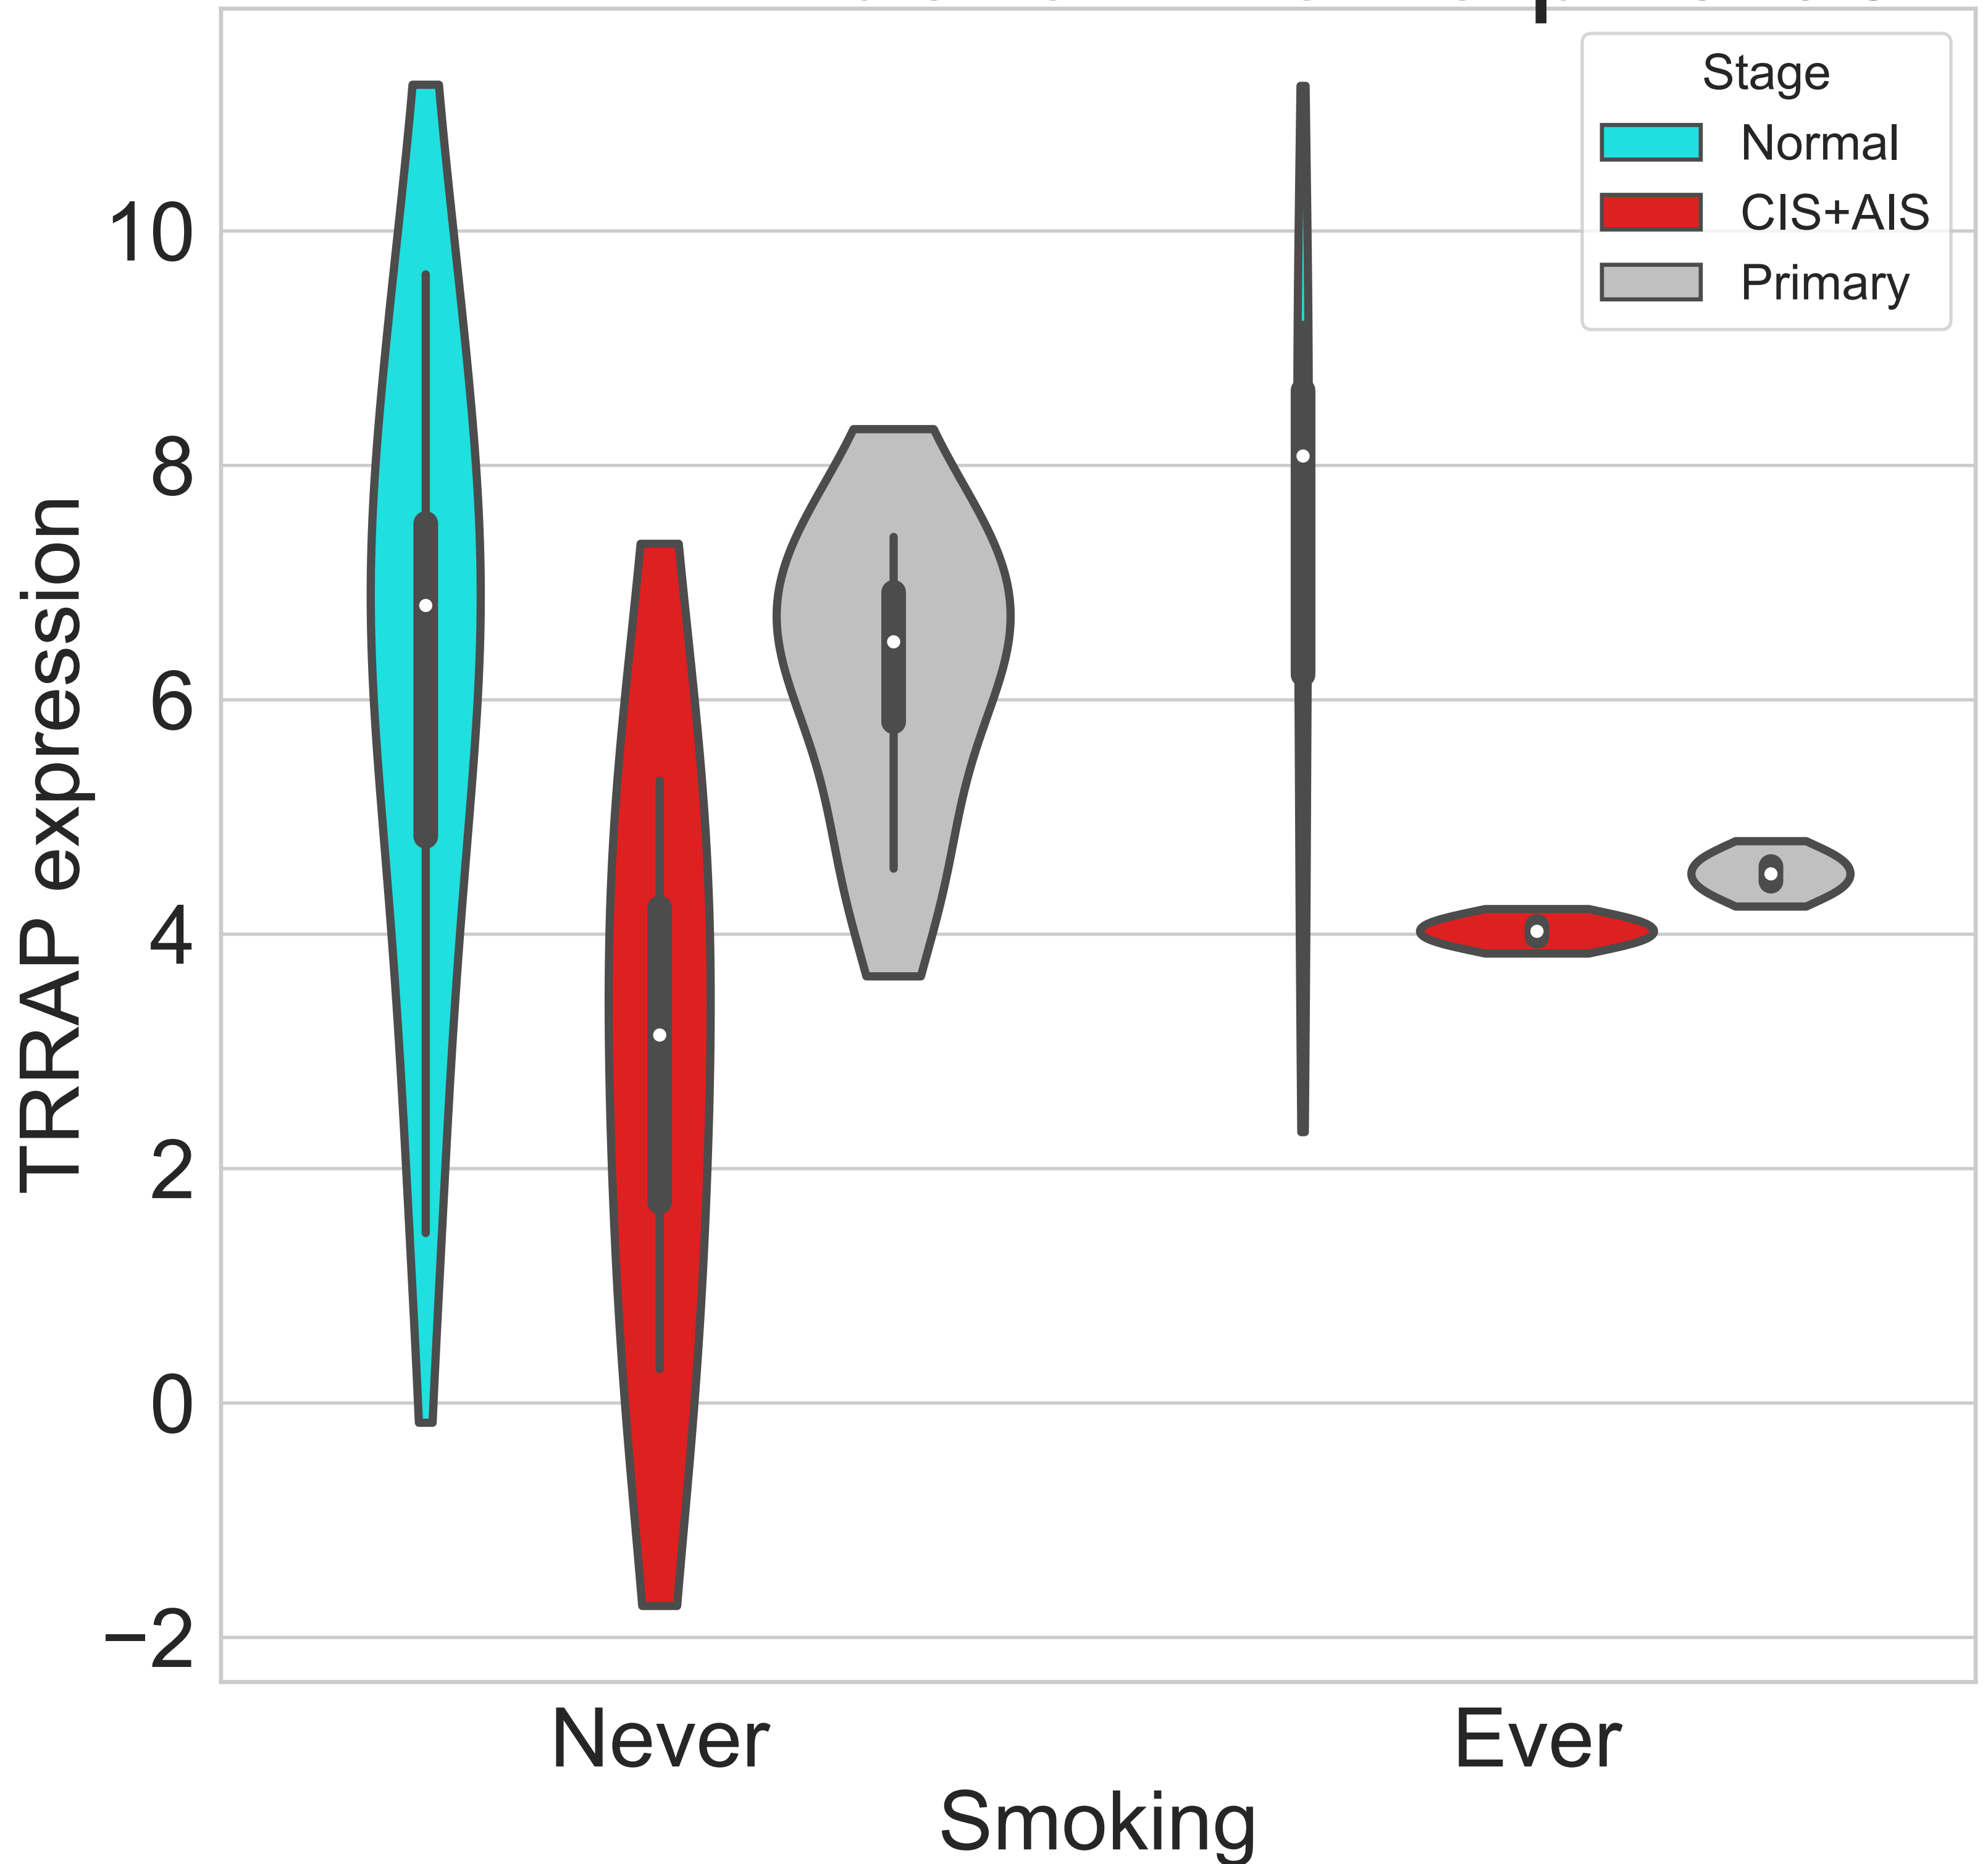 Stage
Normal
CIS+AIS
Primary
10
8
6
4
2
0
−2
TRRAP expression
Never
Ever
Smoking